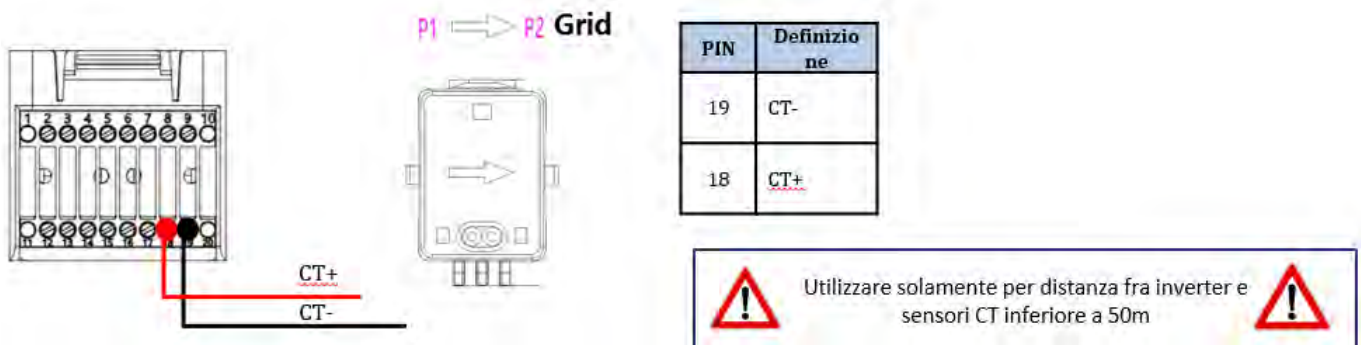 P1 P2 Grid
1 2 3 4 5 6 7 8 9 10
11 12 13 14 15 16 17 18 19 20
CT+
CT-
PIN Definizio
ne
19 CT-
18 CT+
Utilizzare solamente per distanza fra inverter e
sensori CT inferiore a 50m